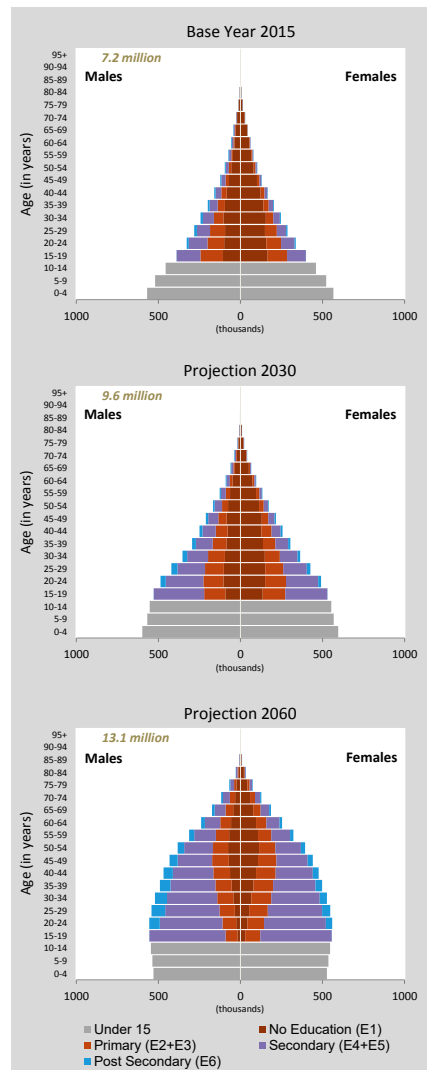 Base Year 2015
7.2 million
Males
Females
Age (in years)
95+
90-94
85-89
80-84
75-79
70-74
65-69
60-64
55-59
50-54
45-49
40-44
35-39
30-34
25-29
20-24
15-19
10-14
5-9
0-4
1000 500 0 500 1000
(thousands)
Projection 2030
9.6 million
Males
Females
Age (in years)
95+
90-94
85-89
80-84
75-79
70-74
65-69
60-64
55-59
50-54
45-49
40-44
35-39
30-34
25-29
20-24
15-19
10-14
5-9
0-4
1000 500 0 500 1000
(thousands)
Projection 2060
13.1 million
Males
Females
Age (in years)
95+
90-94
85-89
80-84
75-79
70-74
65-69
60-64
55-59
50-54
45-49
40-44
35-39
30-34
25-29
20-24
15-19
10-14
5-9
0-4
1000 500 0 500 1000
(thousands)
Under 15 No Education (E1)
Primary (E2+E3) Secondary (E4+E5)
Post Secondary (E6)